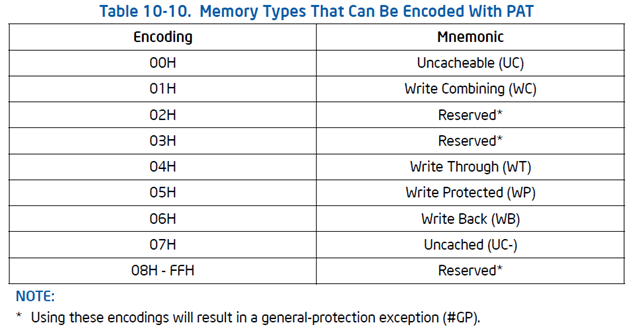 Table 10-10. Memory Types That Can Be Encoded With PAT
Encoding Mnemonic
00H Uncacheable (UC)
01H Write Combining (WC)
02H Reserved*
03H Reserved*
04H Write Through (WT)
05H Write Protected (WP)
06H Write Back (WB)
07H Uncached (UC-)
08H - FFH Reserved*
NOTE:
* Using these encodings will result in a general-protection exception (#GP).